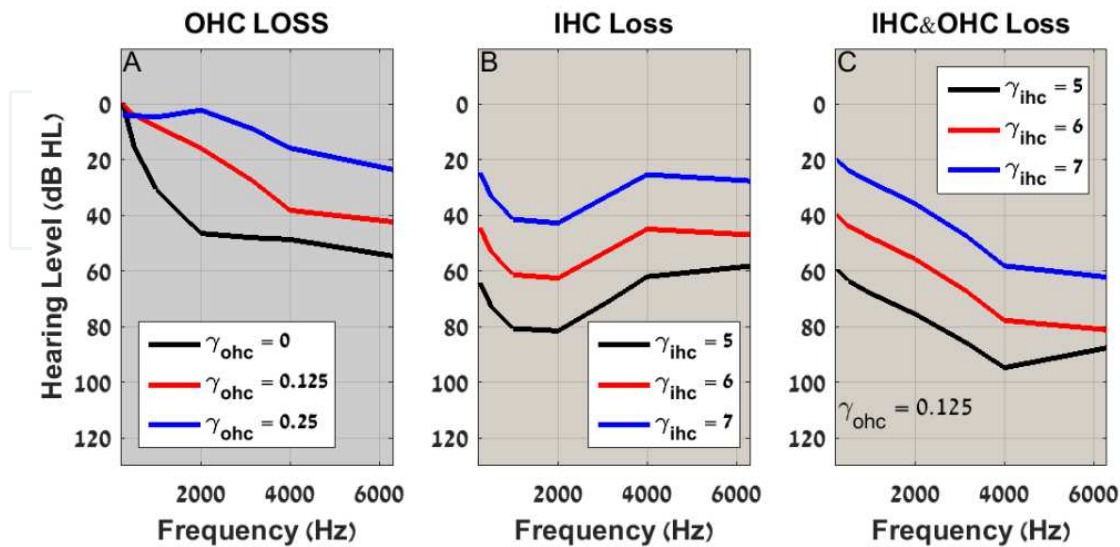 OHC LOSS
IHC Loss
IHC&OHC Loss
A
B
C
Hearing Level (dB HL)
0
20
40
60
80
100
120
γohc = 0
γohc = 0.125
γohc = 0.25
2000 4000 6000
Frequency (Hz)
0
20
40
60
80
100
120
γihc = 5
γihc = 6
γihc = 7
2000 4000 6000
Frequency (Hz)
0
20
40
60
80
100
120
γihc = 5
γihc = 6
γihc = 7
γohc = 0.125
2000 4000 6000
Frequency (Hz)